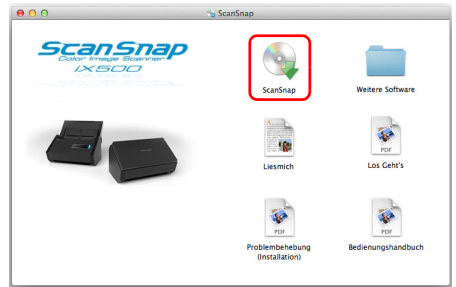 ScanSnap
ScanSnap
Color Image Scanner
iX500
ScanSnap
Weitere Software
Liesmich
PDF
Los Geht's
PDF
Problembehebung
(Installation)
PDF
Bedienungshandbuch